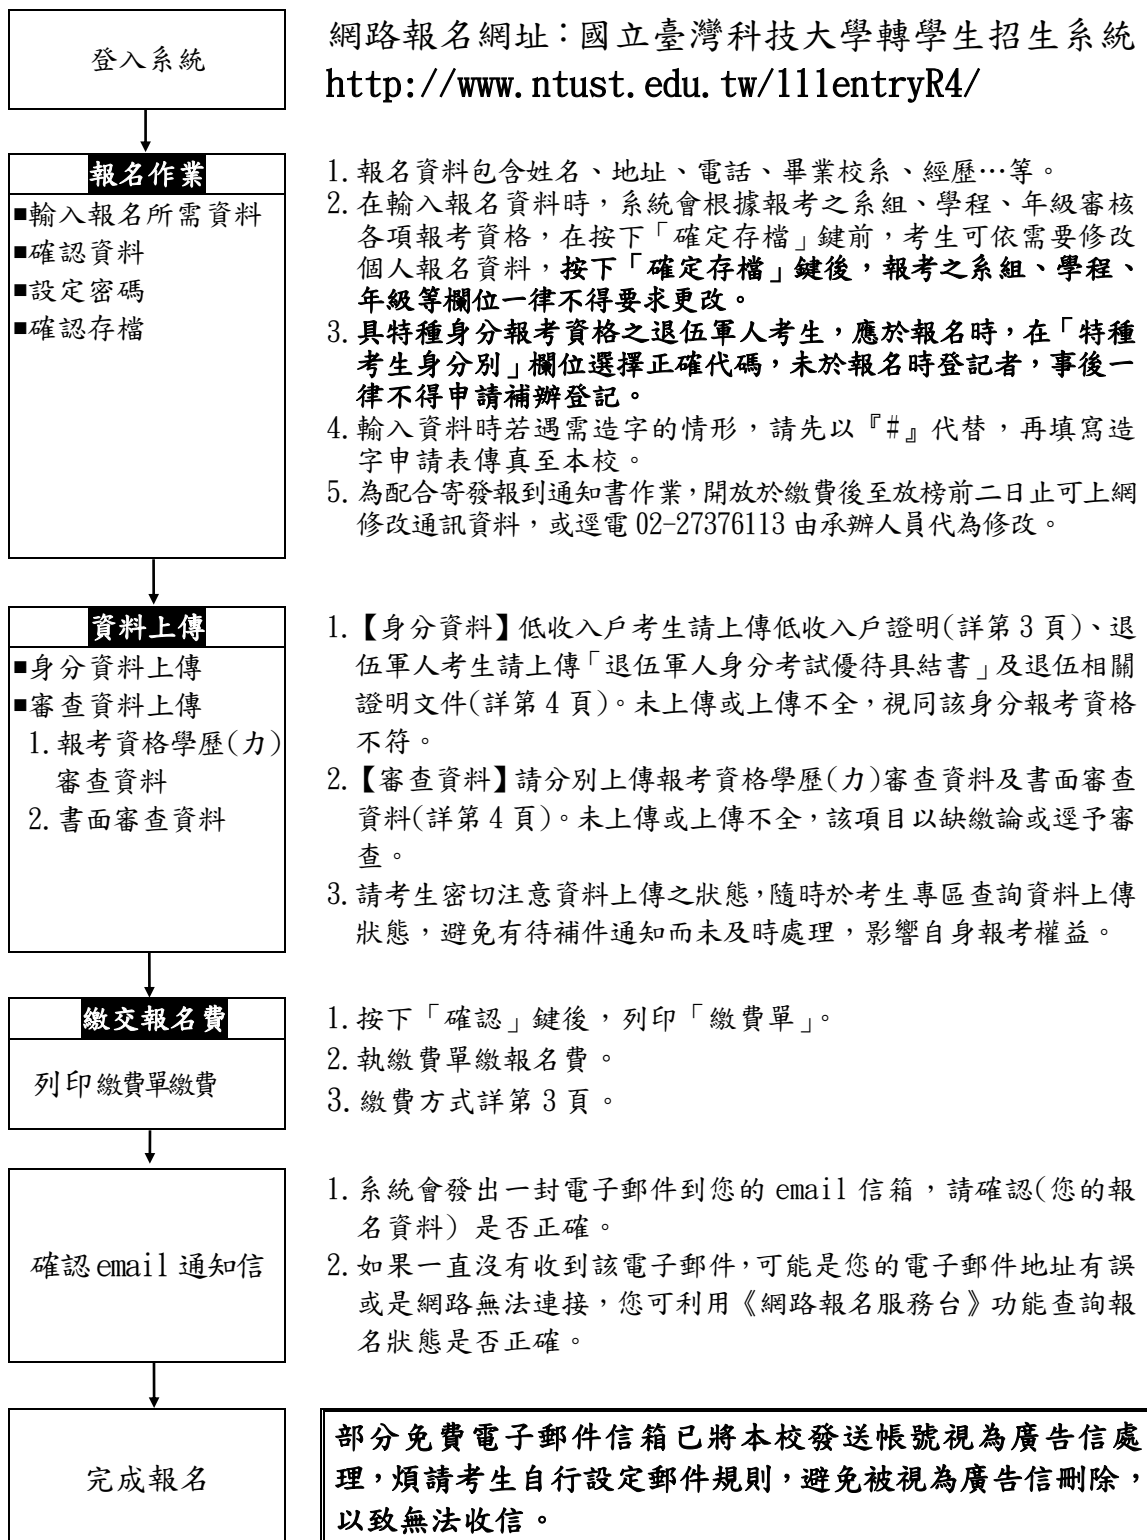 登入系統
網路報名網址：國立臺灣科技大學轉學生招生系統
http://www.ntust.edu.tw/111entryR4/
報名作業
■輸入報名所需資料
■確認資料
■設定密碼
■確認存檔
1.報名資料包含姓名、地址、電話、畢業校系、經歷…等。
2.在輸入報名資料時，系統會根據報考之系組、學程、年級審核
各項報考資格，在按下「確定存檔」鍵前，考生可依需要修改
個人報名資料，按下「確定存檔」鍵後，報考之系組、學程、
年級等欄位一律不得要求更改。
3.具特種身分報考資格之退伍軍人考生，應於報名時，在「特種
考生身分別」欄位選擇正確代碼，未於報名時登記者，事後一
律不得申請補辦登記。
4.輸入資料時若遇需造字的情形，請先以『#』代替，再填寫造
字申請表傳真至本校。
5.為配合寄發報到通知書作業，開放於繳費後至放榜前二日止可上網
修改通訊資料，或逕電 02-27376113 由承辦人員代為修改。
資料上傳
■身分資料上傳
■審查資料上傳
1.報考資格學歷(力)
審查資料
2.書面審查資料
1.【身分資料】低收入戶考生請上傳低收入戶證明(詳第 3 頁)、退
伍軍人考生請上傳「退伍軍人身分考試優待具結書」及退伍相關
證明文件(詳第 4 頁)。未上傳或上傳不全，視同該身分報考資格
不符。
2.【審查資料】請分別上傳報考資格學歷(力)審查資料及書面審查
資料(詳第 4 頁)。未上傳或上傳不全，該項目以缺繳論或逕予審
查。
3.請考生密切注意資料上傳之狀態，隨時於考生專區查詢資料上傳
狀態，避免有待補件通知而未及時處理，影響自身報考權益。
繳交報名費
列印繳費單繳費
1.按下「確認」鍵後，列印「繳費單」。
2.執繳費單繳報名費。
3.繳費方式詳第 3 頁。
確認 email 通知信
1.系統會發出一封電子郵件到您的 email 信箱，請確認(您的報
名資料) 是否正確。
2.如果一直沒有收到該電子郵件，可能是您的電子郵件地址有誤
或是網路無法連接，您可利用《網路報名服務台》功能查詢報
名狀態是否正確。
完成報名
部分免費電子郵件信箱已將本校發送帳號視為廣告信處
理，煩請考生自行設定郵件規則，避免被視為廣告信刪除，
以致無法收信。